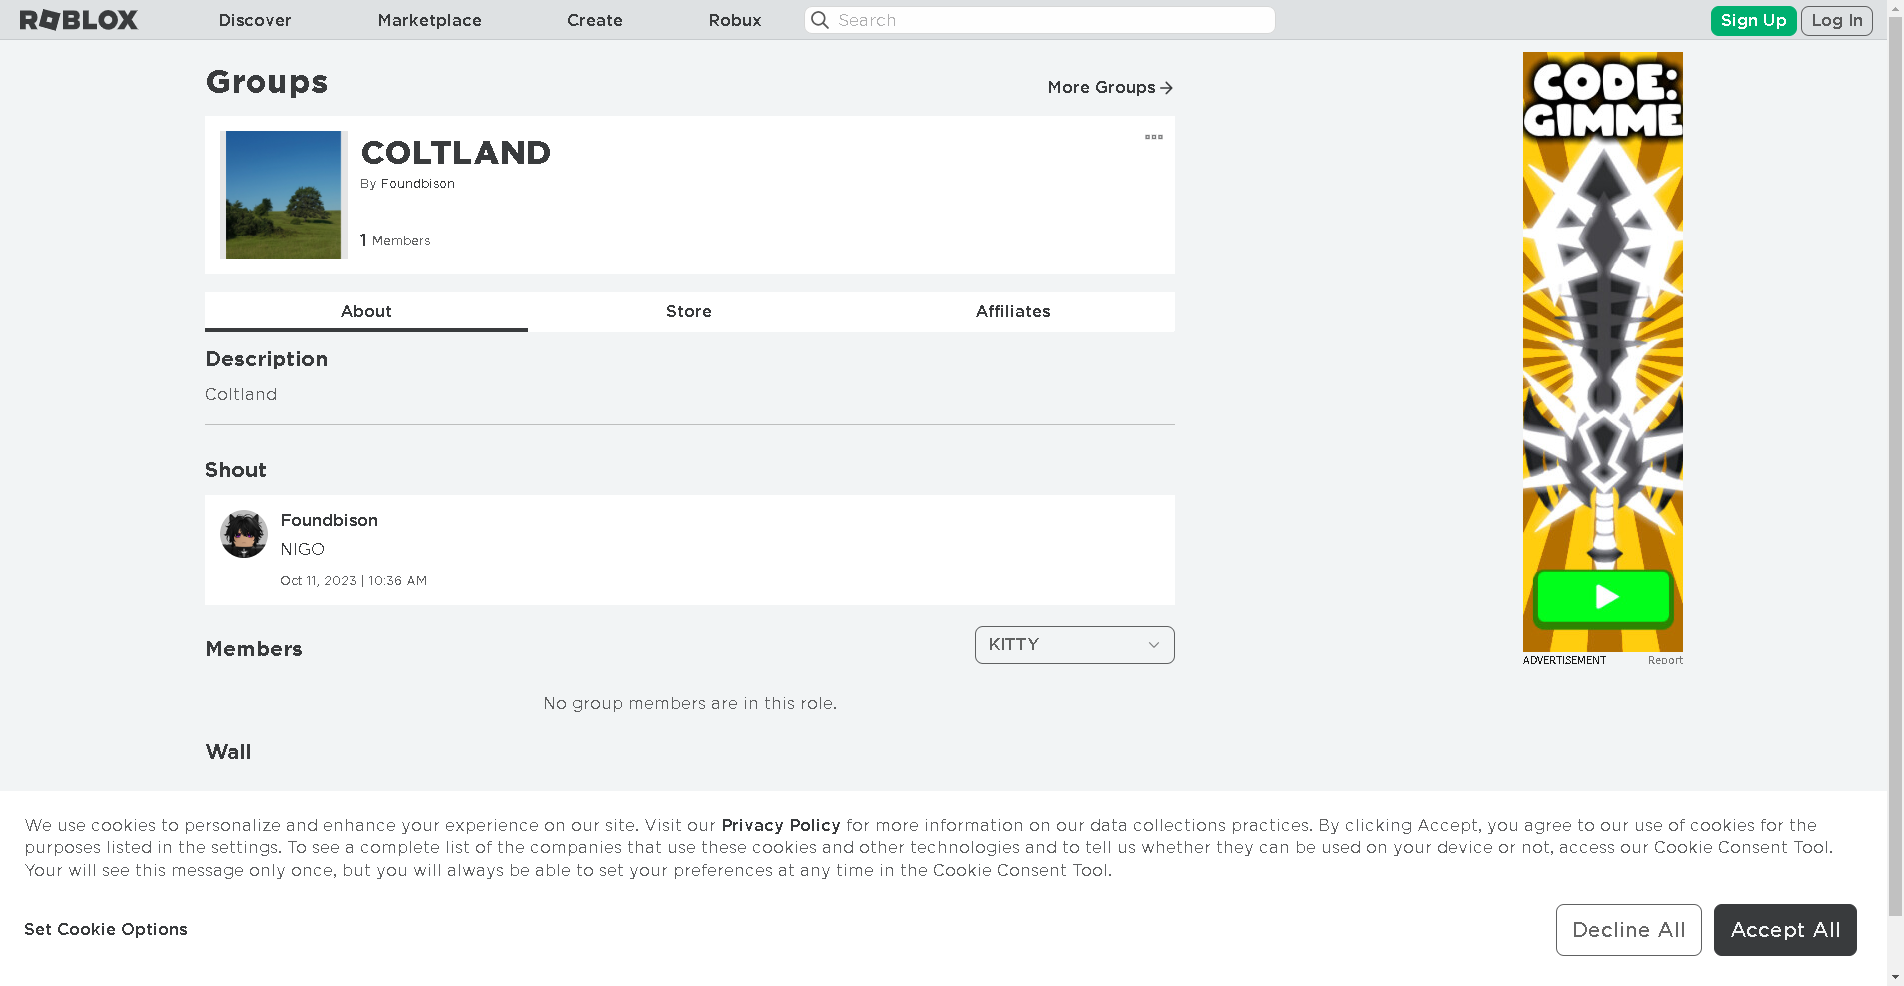 ROBLOX
Discover
Marketplace
Create
Robux
Search
Sign Up
Log In
Groups
More Groups
COLTLAND
By Foundbison
1 Members
About
Store
Affiliates
Description
Coltland
Shout
Foundbison
NIGO
Oct 11, 2023 | 10:36 AM
Members
KITTY
No group members are in this role.
Wall
CODE:
GIMME
ADVERTISEMENT
Report
We use cookies to personalize and enhance your experience on our site. Visit our Privacy Policy for more information on our data collections practices. By clicking Accept, you agree to our use of cookies for the
purposes listed in the settings. To see a complete list of the companies that use these cookies and other technologies and to tell us whether they can be used on your device or not, access our Cookie Consent Tool.
Your will see this message only once, but you will always be able to set your preferences at any time in the Cookie Consent Tool.
Set Cookie Options
Decline All
Accept All